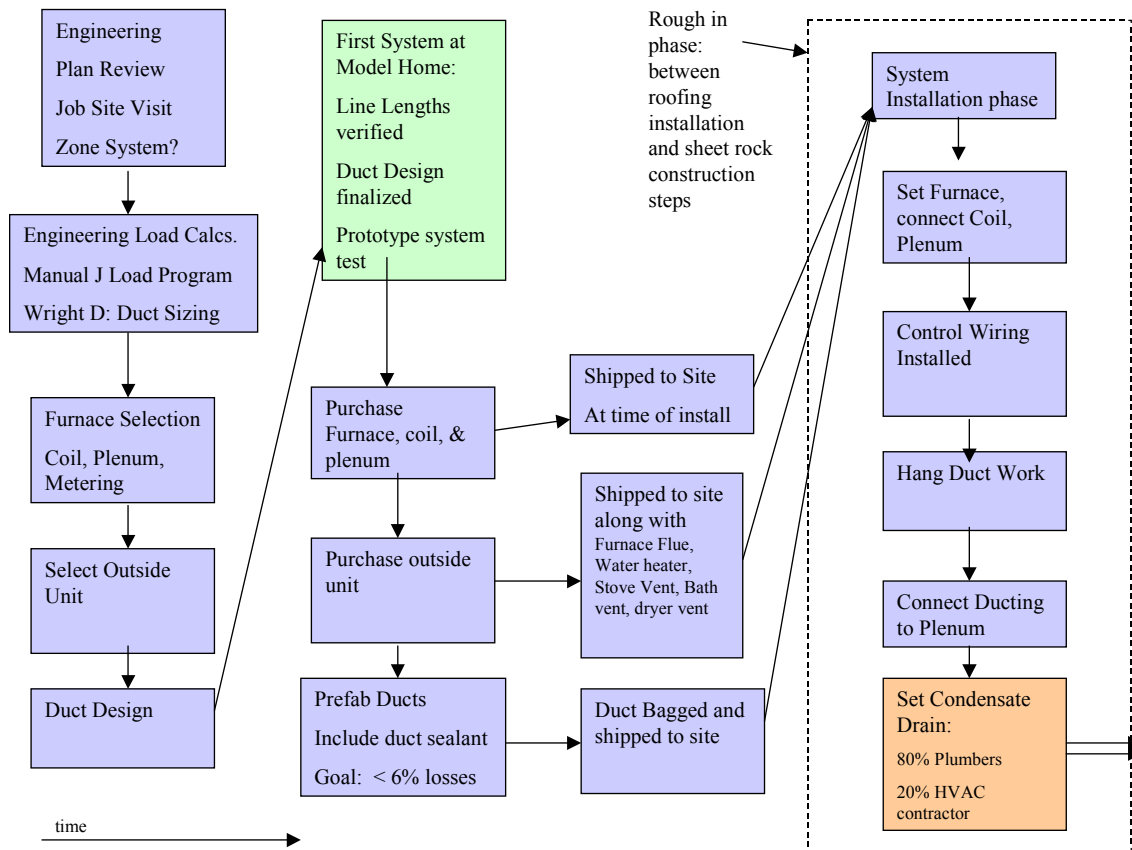 Engineering
Plan Review
Job Site Visit
Zone System?
Engineering Load Calcs.
Manual J Load Program
Wright D: Duct Sizing
Furnace Selection
Coil, Plenum,
Metering
Select Outside
Unit
Duct Design
time
First System at
Model Home:
Line Lengths
verified
Duct Design
finalized
Prototype system
test
Purchase
Furnace, coil, &
plenum
Purchase outside
unit
Prefab Ducts
Include duct sealant
Goal:  < 6% losses
Shipped to Site
At time of install
Shipped to site
along with
Furnace Flue,
Water heater,
Stove Vent, Bath
vent, dryer vent
Duct Bagged and
shipped to site
Rough in
phase:
between
roofing
installation
and sheet rock
construction
steps
System
Installation phase
Set Furnace,
connect Coil,
Plenum
Control Wiring
Installed
Hang Duct Work
Connect Ducting
to Plenum
Set Condensate
Drain:
80% Plumbers
20% HVAC
contractor